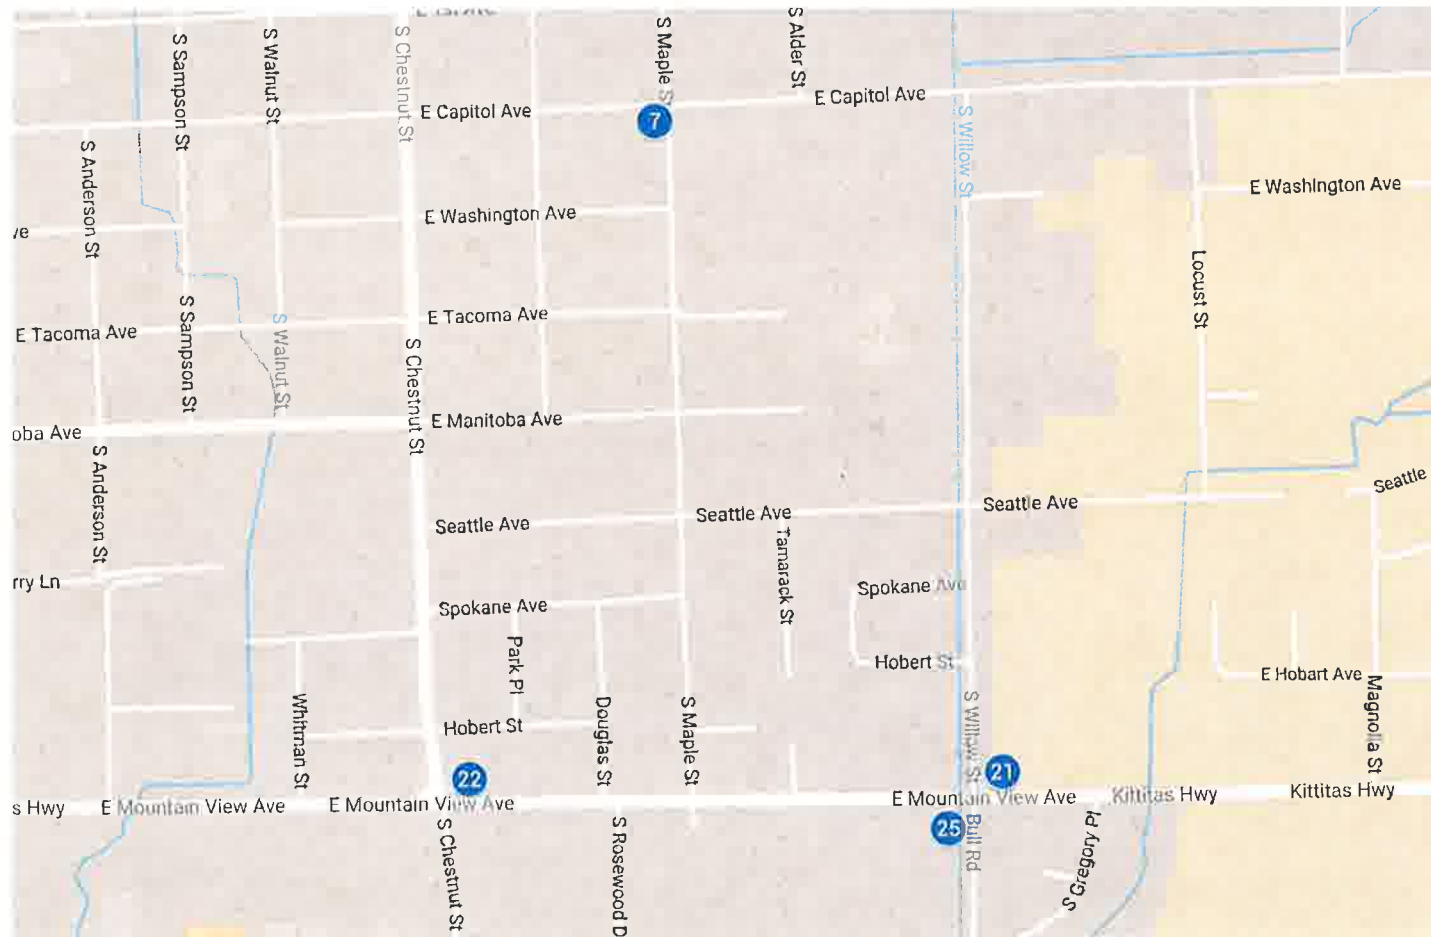 S Sampson St
S Walnut St
S Chestnut St
S Maple St
S Alder St
E Capitol Ave
7
E Capitol Ave
S Willow St
S Anderson St
E Washington Ave
E Washington Ave
ve
Locust St
S Sampson St
S Walnut St
E Tacoma Ave
E Tacoma Ave
S Chestnut St
E Manitoba Ave
oba Ave
S Anderson St
Seattle Ave
Seattle Ave
Seattle Ave
Seattle
Tamarack St
rry Ln
Spokane Ave
Spokane Ave
Park Pl
Hobert St
E Hobart Ave
Magnolia St
Whitman St
Hobert St
Douglas St
S Maple St
S Willow St
22
21
s Hwy
E Mountain View Ave
E Mountain View Ave
E Mountain View Ave
Kittitas Hwy
Kittitas Hwy
25
Bull Rd
S Chestnut St
S Rosewood D
S Gregory Pl